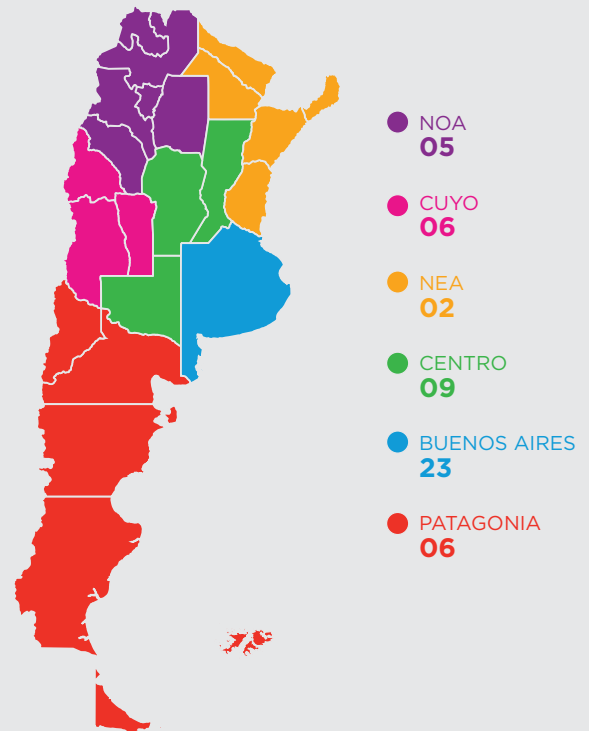 NOA
05
CUYO
06
NEA
02
CENTRO
09
BUENOS AIRES
23
PATAGONIA
06